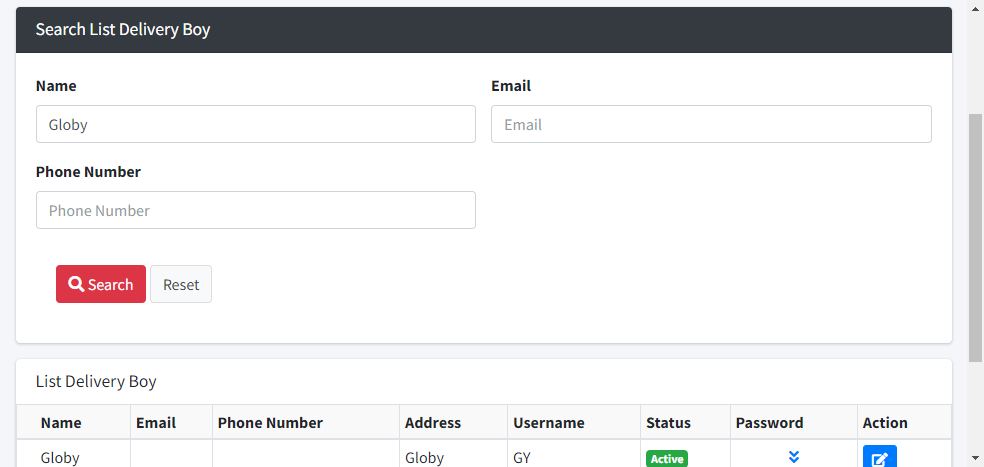 Search List Delivery Boy
Name Email
Globy Email
Phone Number
Phone Number
Search Reset
List Delivery Boy
Name Email Phone Number Address Username Status Password Action
Globy Globy GY Active